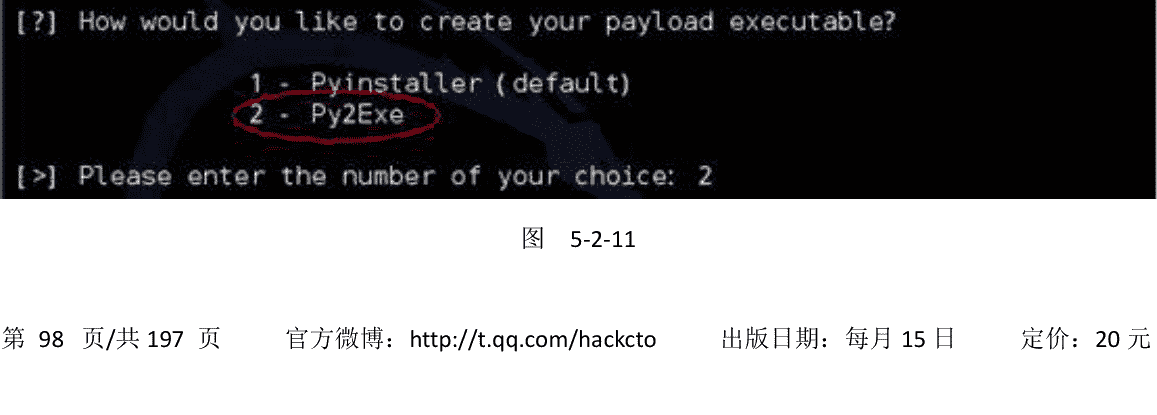 [?] How would you like to create your payload executable?
1 - Pyinstaller (default)
2 - Py2Exe
[>] Please enter the number of your choice: 2
图 5-2-11
第 98 页/共 197 页 官方微博：http://t.qq.com/hackcto 出版日期：每月 15 日 定价：20 元